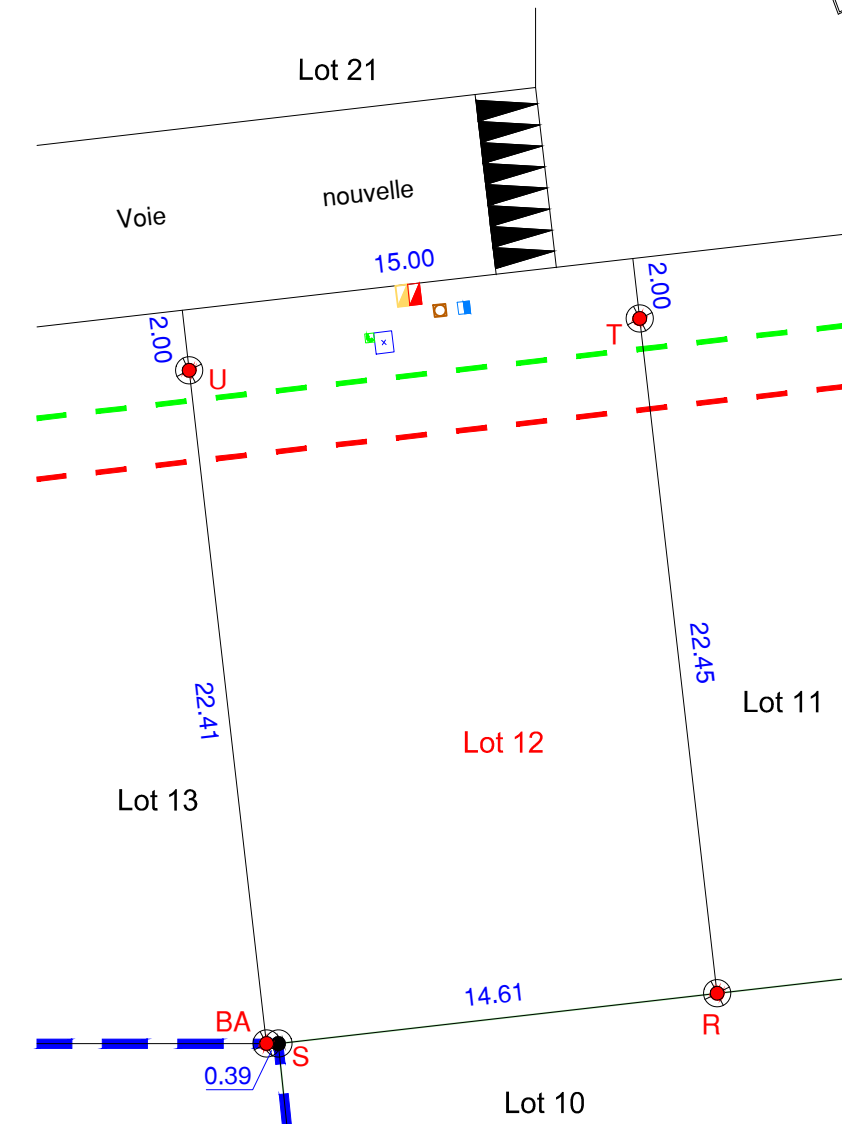 Lot 21
Voie nouvelle
15.00
2.00
2.00
T
U
22.45
22.41
Lot 11
Lot 12
Lot 13
14.61
BA
R
S
0.39
Lot 10